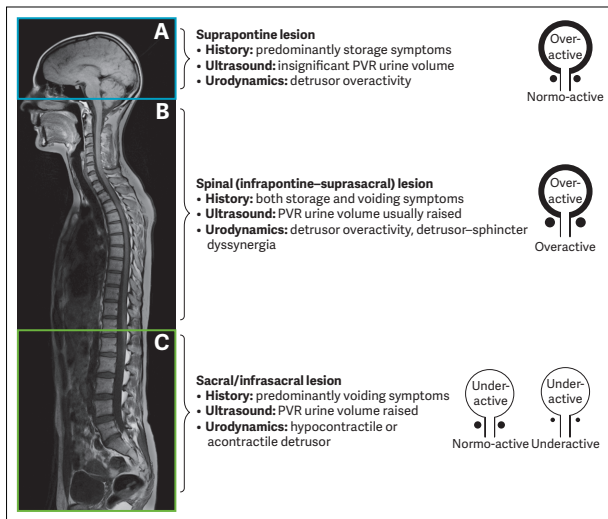 A
Suprapontine lesion
• History: predominantly storage symptoms
• Ultrasound: insignificant PVR urine volume
• Urodynamics: detrusor overactivity
Over-
active
Normo-active
B
Spinal (infrapontine–suprasacral) lesion
• History: both storage and voiding symptoms
• Ultrasound: PVR urine volume usually raised
• Urodynamics: detrusor overactivity, detrusor–sphincter
dyssynergia
Over-
active
Overactive
C
Sacral/infrasacral lesion
• History: predominantly voiding symptoms
• Ultrasound: PVR urine volume raised
• Urodynamics: hypocontractile or
acontractile detrusor
Under-
active
Normo-active
Under-
active
Underactive